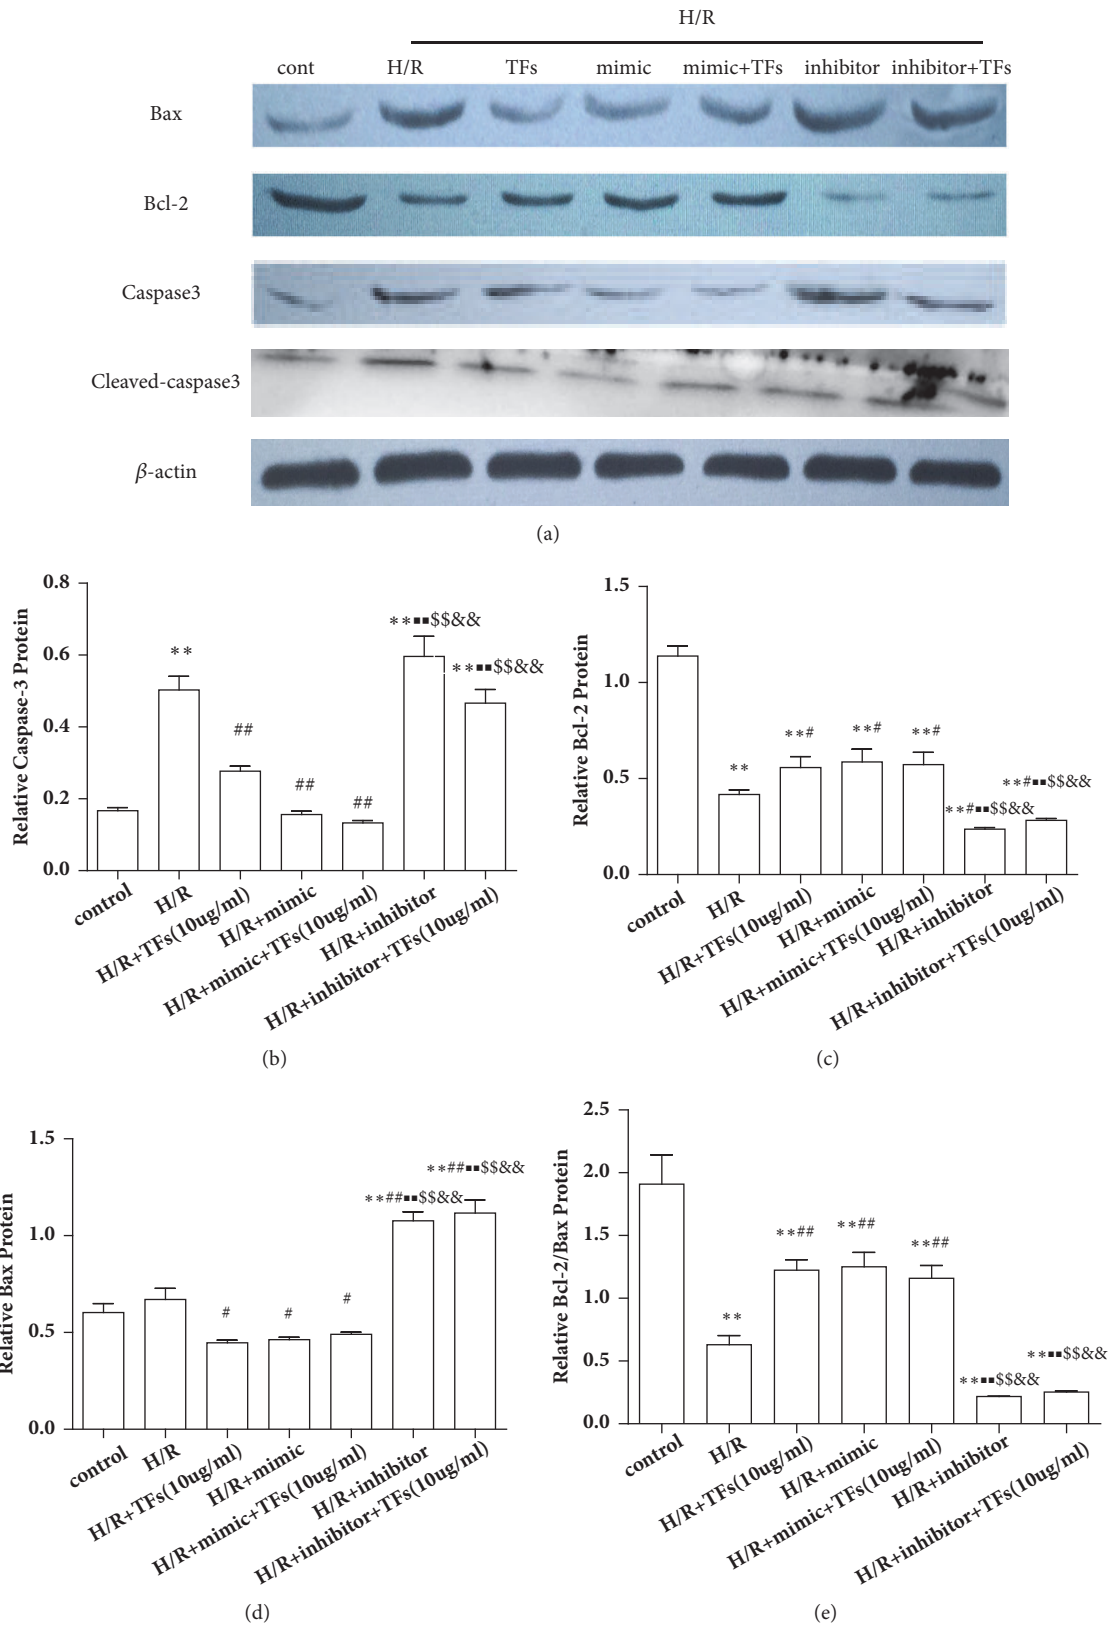 H/R
cont H/R TFs mimic mimic+TFs inhibitor inhibitor+TFs
Bax
Bcl-2
Caspase3
Cleaved-caspase3
β-actin
(a)
Relative Caspase-3 Protein
0.8
0.6
0.4
0.2
0.0
**
##
##
##
**▪▪$$&&
**▪▪$$&&
control
H/R
H/R+TFs(10ug/ml)
H/R+mimic
H/R+mimic+TFs(10ug/ml)
H/R+inhibitor
H/R+inhibitor+TFs(10ug/ml)
(b)
Relative Bcl-2 Protein
1.5
1.0
0.5
0.0
**
**#
**#
**#
**#▪▪$$&&
**#▪▪$$&&
control
H/R
H/R+TFs(10ug/ml)
H/R+mimic
H/R+mimic+TFs(10ug/ml)
H/R+inhibitor
H/R+inhibitor+TFs(10ug/ml)
(c)
Relative Bax Protein
1.5
1.0
0.5
0.0
#
#
#
**##▪▪$$&&
**##▪▪$$&&
control
H/R
H/R+TFs(10ug/ml)
H/R+mimic
H/R+mimic+TFs(10ug/ml)
H/R+inhibitor
H/R+inhibitor+TFs(10ug/ml)
(d)
Relative Bcl-2/Bax Protein
2.5
2.0
1.5
1.0
0.5
0.0
**
**##
**##
**##
**▪▪$$&&
**▪▪$$&&
control
H/R
H/R+TFs(10ug/ml)
H/R+mimic
H/R+mimic+TFs(10ug/ml)
H/R+inhibitor
H/R+inhibitor+TFs(10ug/ml)
(e)